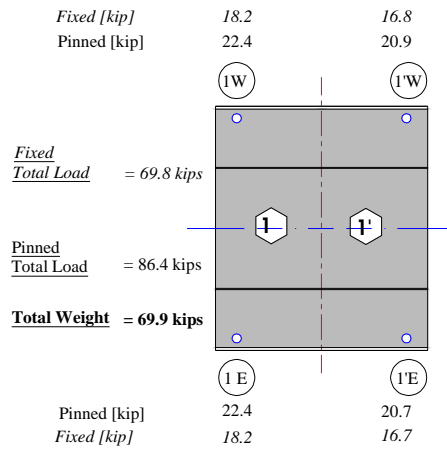 Fixed [kip] 18.2 16.8
Pinned [kip] 22.4 20.9
1W 1'W
Fixed
Total Load = 69.8 kips
1 1'
Pinned
Total Load = 86.4 kips
Total Weight = 69.9 kips
1 E 1'E
Pinned [kip] 22.4 20.7
Fixed [kip] 18.2 16.7